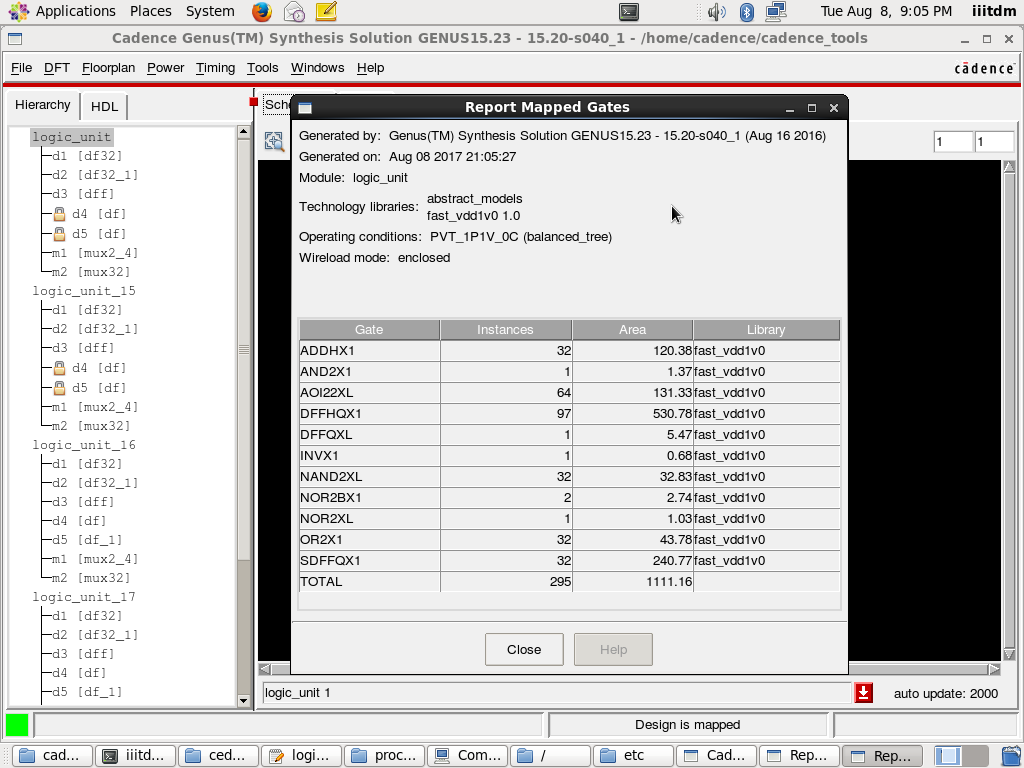 Applications Places System Tue Aug 8, 9:05 PM iiitdm
Cadence Genus(TM) Synthesis Solution GENUS15.23 - 15.20-s040_1 - /home/cadence/cadence_tools
File DFT Floorplan Power Timing Tools Windows Help cādence
Hierarchy HDL
Sche
1 1
logic_unit
d1 [df32]
d2 [df32_1]
d3 [dff]
d4 [df]
d5 [df]
m1 [mux2_4]
m2 [mux32]
logic_unit_15
d1 [df32]
d2 [df32_1]
d3 [dff]
d4 [df]
d5 [df]
m1 [mux2_4]
m2 [mux32]
logic_unit_16
d1 [df32]
d2 [df32_1]
d3 [dff]
d4 [df]
d5 [df_1]
m1 [mux2_4]
m2 [mux32]
logic_unit_17
d1 [df32]
d2 [df32_1]
d3 [dff]
d4 [df]
d5 [df_1]
Report Mapped Gates
Generated by: Genus(TM) Synthesis Solution GENUS15.23 - 15.20-s040_1 (Aug 16 2016)
Generated on: Aug 08 2017 21:05:27
Module: logic_unit
Technology libraries: abstract_models
fast_vdd1v0 1.0
Operating conditions: PVT_1P1V_0C (balanced_tree)
Wireload mode: enclosed
Gate Instances Area Library
ADDHX1 32 120.38 fast_vdd1v0
AND2X1 1 1.37 fast_vdd1v0
AOI22XL 64 131.33 fast_vdd1v0
DFFHQX1 97 530.78 fast_vdd1v0
DFFQXL 1 5.47 fast_vdd1v0
INVX1 1 0.68 fast_vdd1v0
NAND2XL 32 32.83 fast_vdd1v0
NOR2BX1 2 2.74 fast_vdd1v0
NOR2XL 1 1.03 fast_vdd1v0
OR2X1 32 43.78 fast_vdd1v0
SDFFQX1 32 240.77 fast_vdd1v0
TOTAL 295 1111.16
Close Help
logic_unit 1 auto update: 2000
Design is mapped
cad... iiitd... ced... logi... proc... Com... / etc Cad... Rep... Rep...